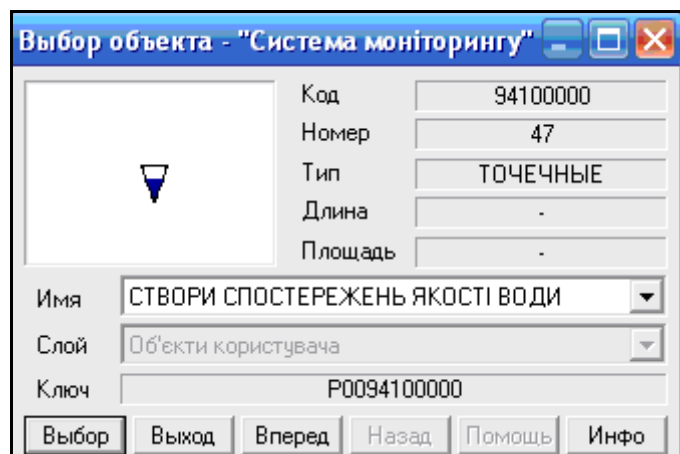 Выбор объекта - "Система моніторингу"
Код 94100000
Номер 47
Тип ТОЧЕЧНЫЕ
Длина -
Площадь -
Имя СТВОРИ СПОСТЕРЕЖЕНЬ ЯКОСТІ ВОДИ
Слой Об'єкти користувача
Ключ P0094100000
Выбор Выход Вперед Назад Помощь Инфо